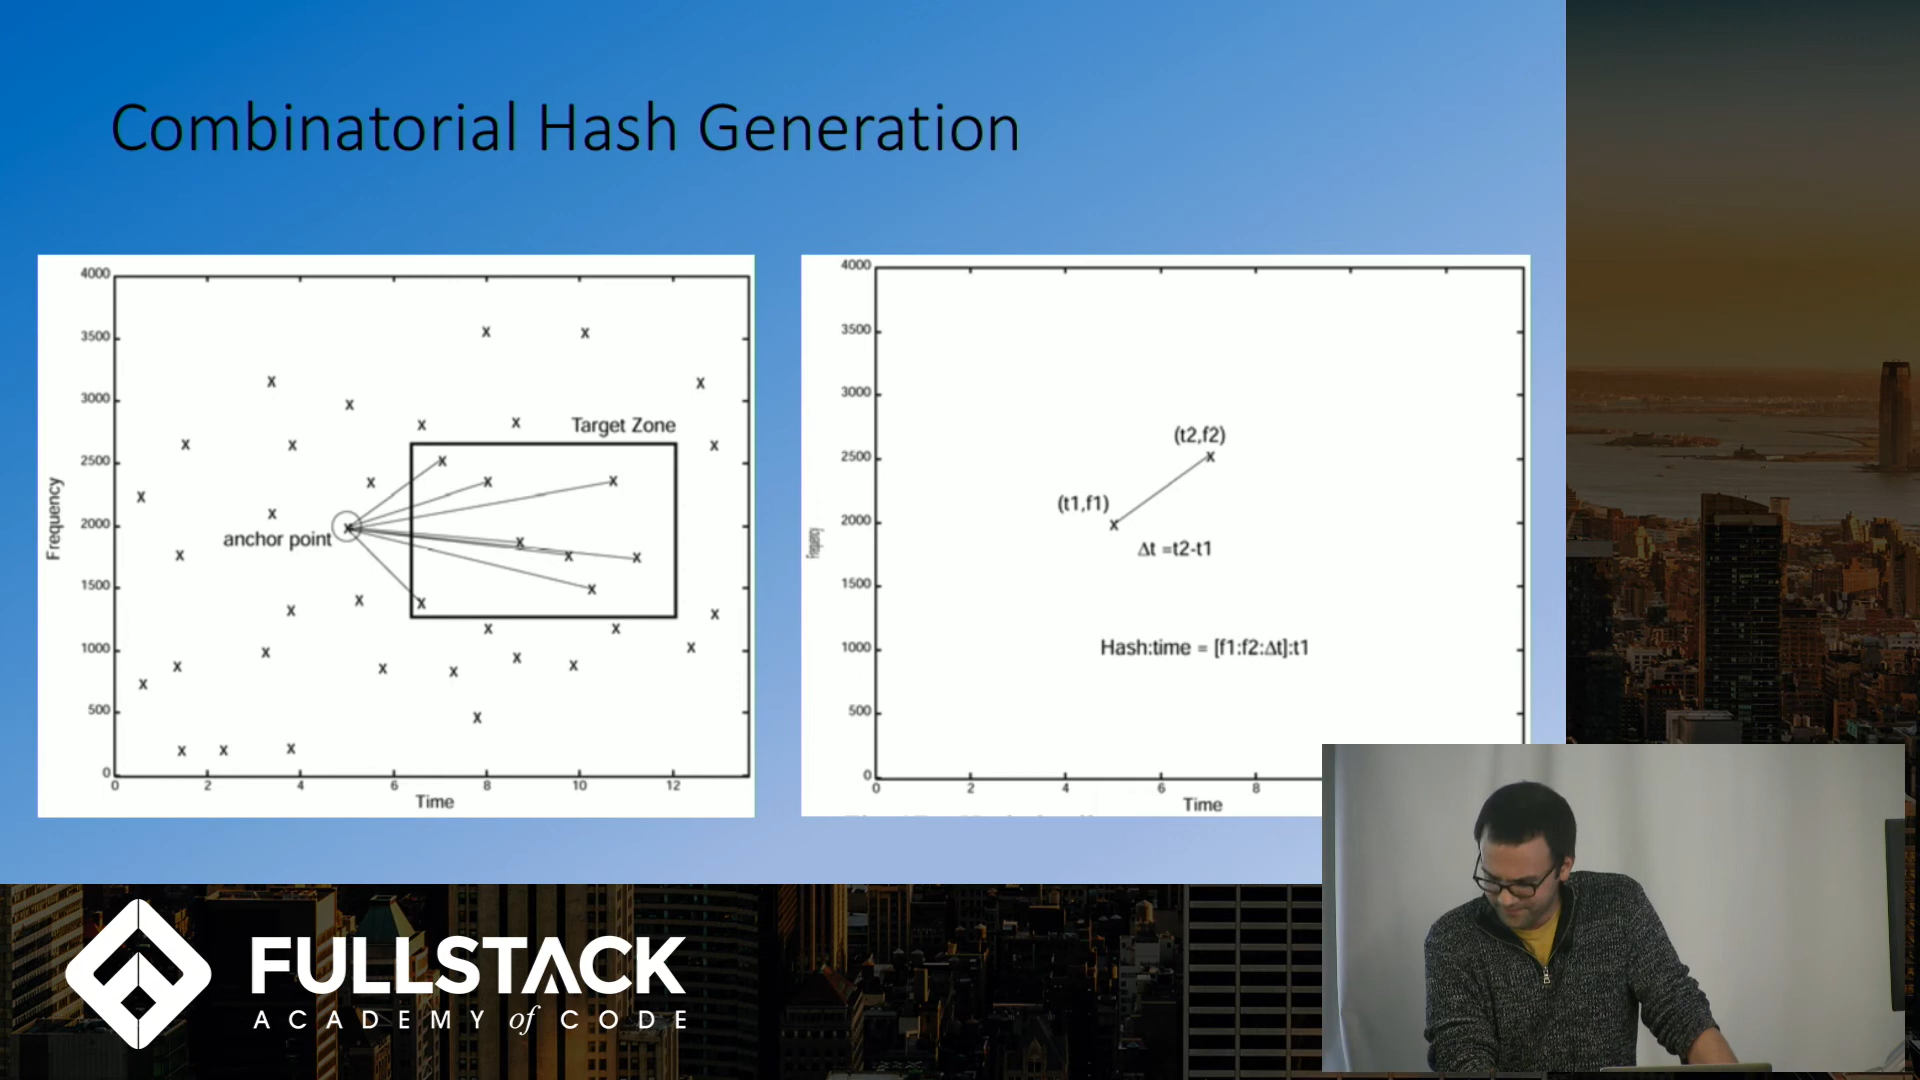 Combinatorial Hash Generation
4000
3500
3000
2500
2000
1500
1000
500
0
0 2 4 6 8 10 12
Frequency
Time
Target Zone
anchor point
4000
3500
3000
2500
2000
1500
1000
500
0
0 2 4 6 8
Frequency
Time
(t2,f2)
(t1,f1)
Δt =t2-t1
Hash:time = [f1:f2:Δt]:t1
FULLSTACK
ACADEMY of CODE